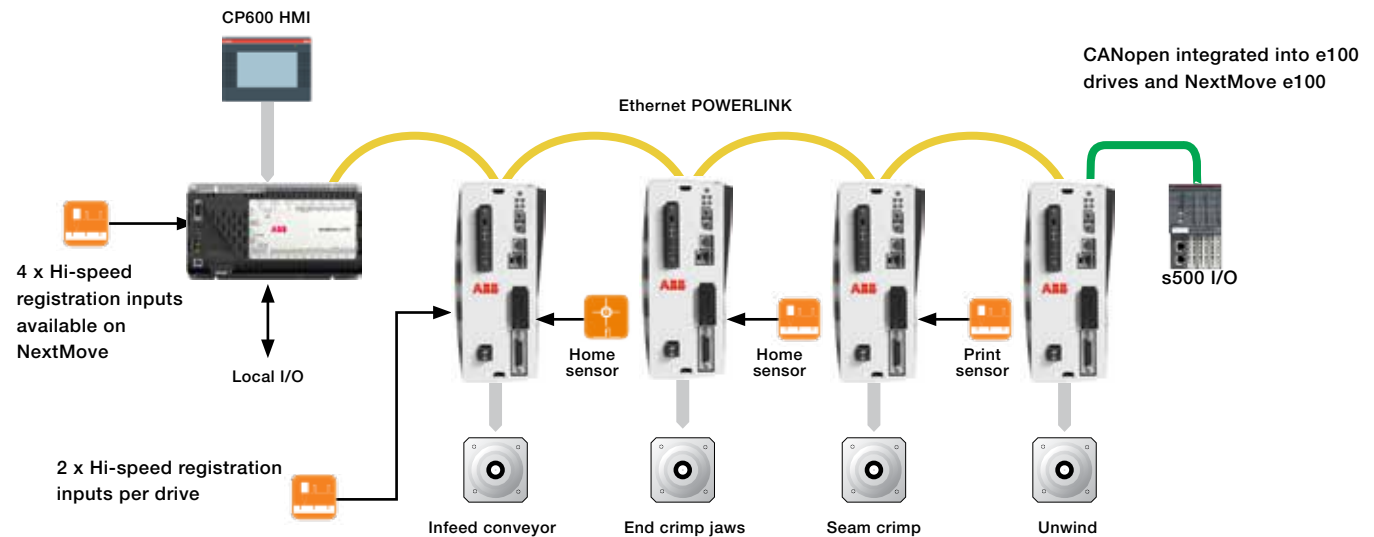 CP600 HMI
CANopen integrated into e100
drives and NextMove e100
Ethernet POWERLINK
ABB
4 x Hi-speed
registration inputs
available on
NextMove
Local I/O
ABB
ABB
ABB
ABB
s500 I/O
Home
sensor
Home
sensor
Print
sensor
2 x Hi-speed registration
inputs per drive
Infeed conveyor
End crimp jaws
Seam crimp
Unwind